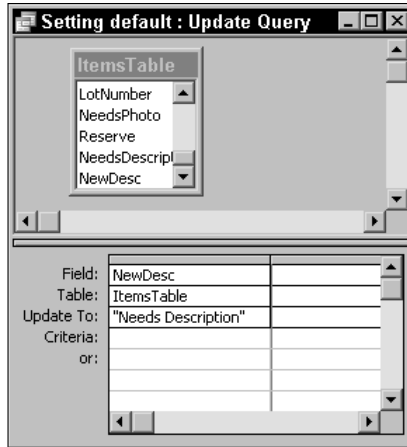 Setting default : Update Query
ItemsTable
LotNumber
NeedsPhoto
Reserve
NeedsDescript
NewDesc
Field: NewDesc
Table: ItemsTable
Update To: "Needs Description"
Criteria:
or: